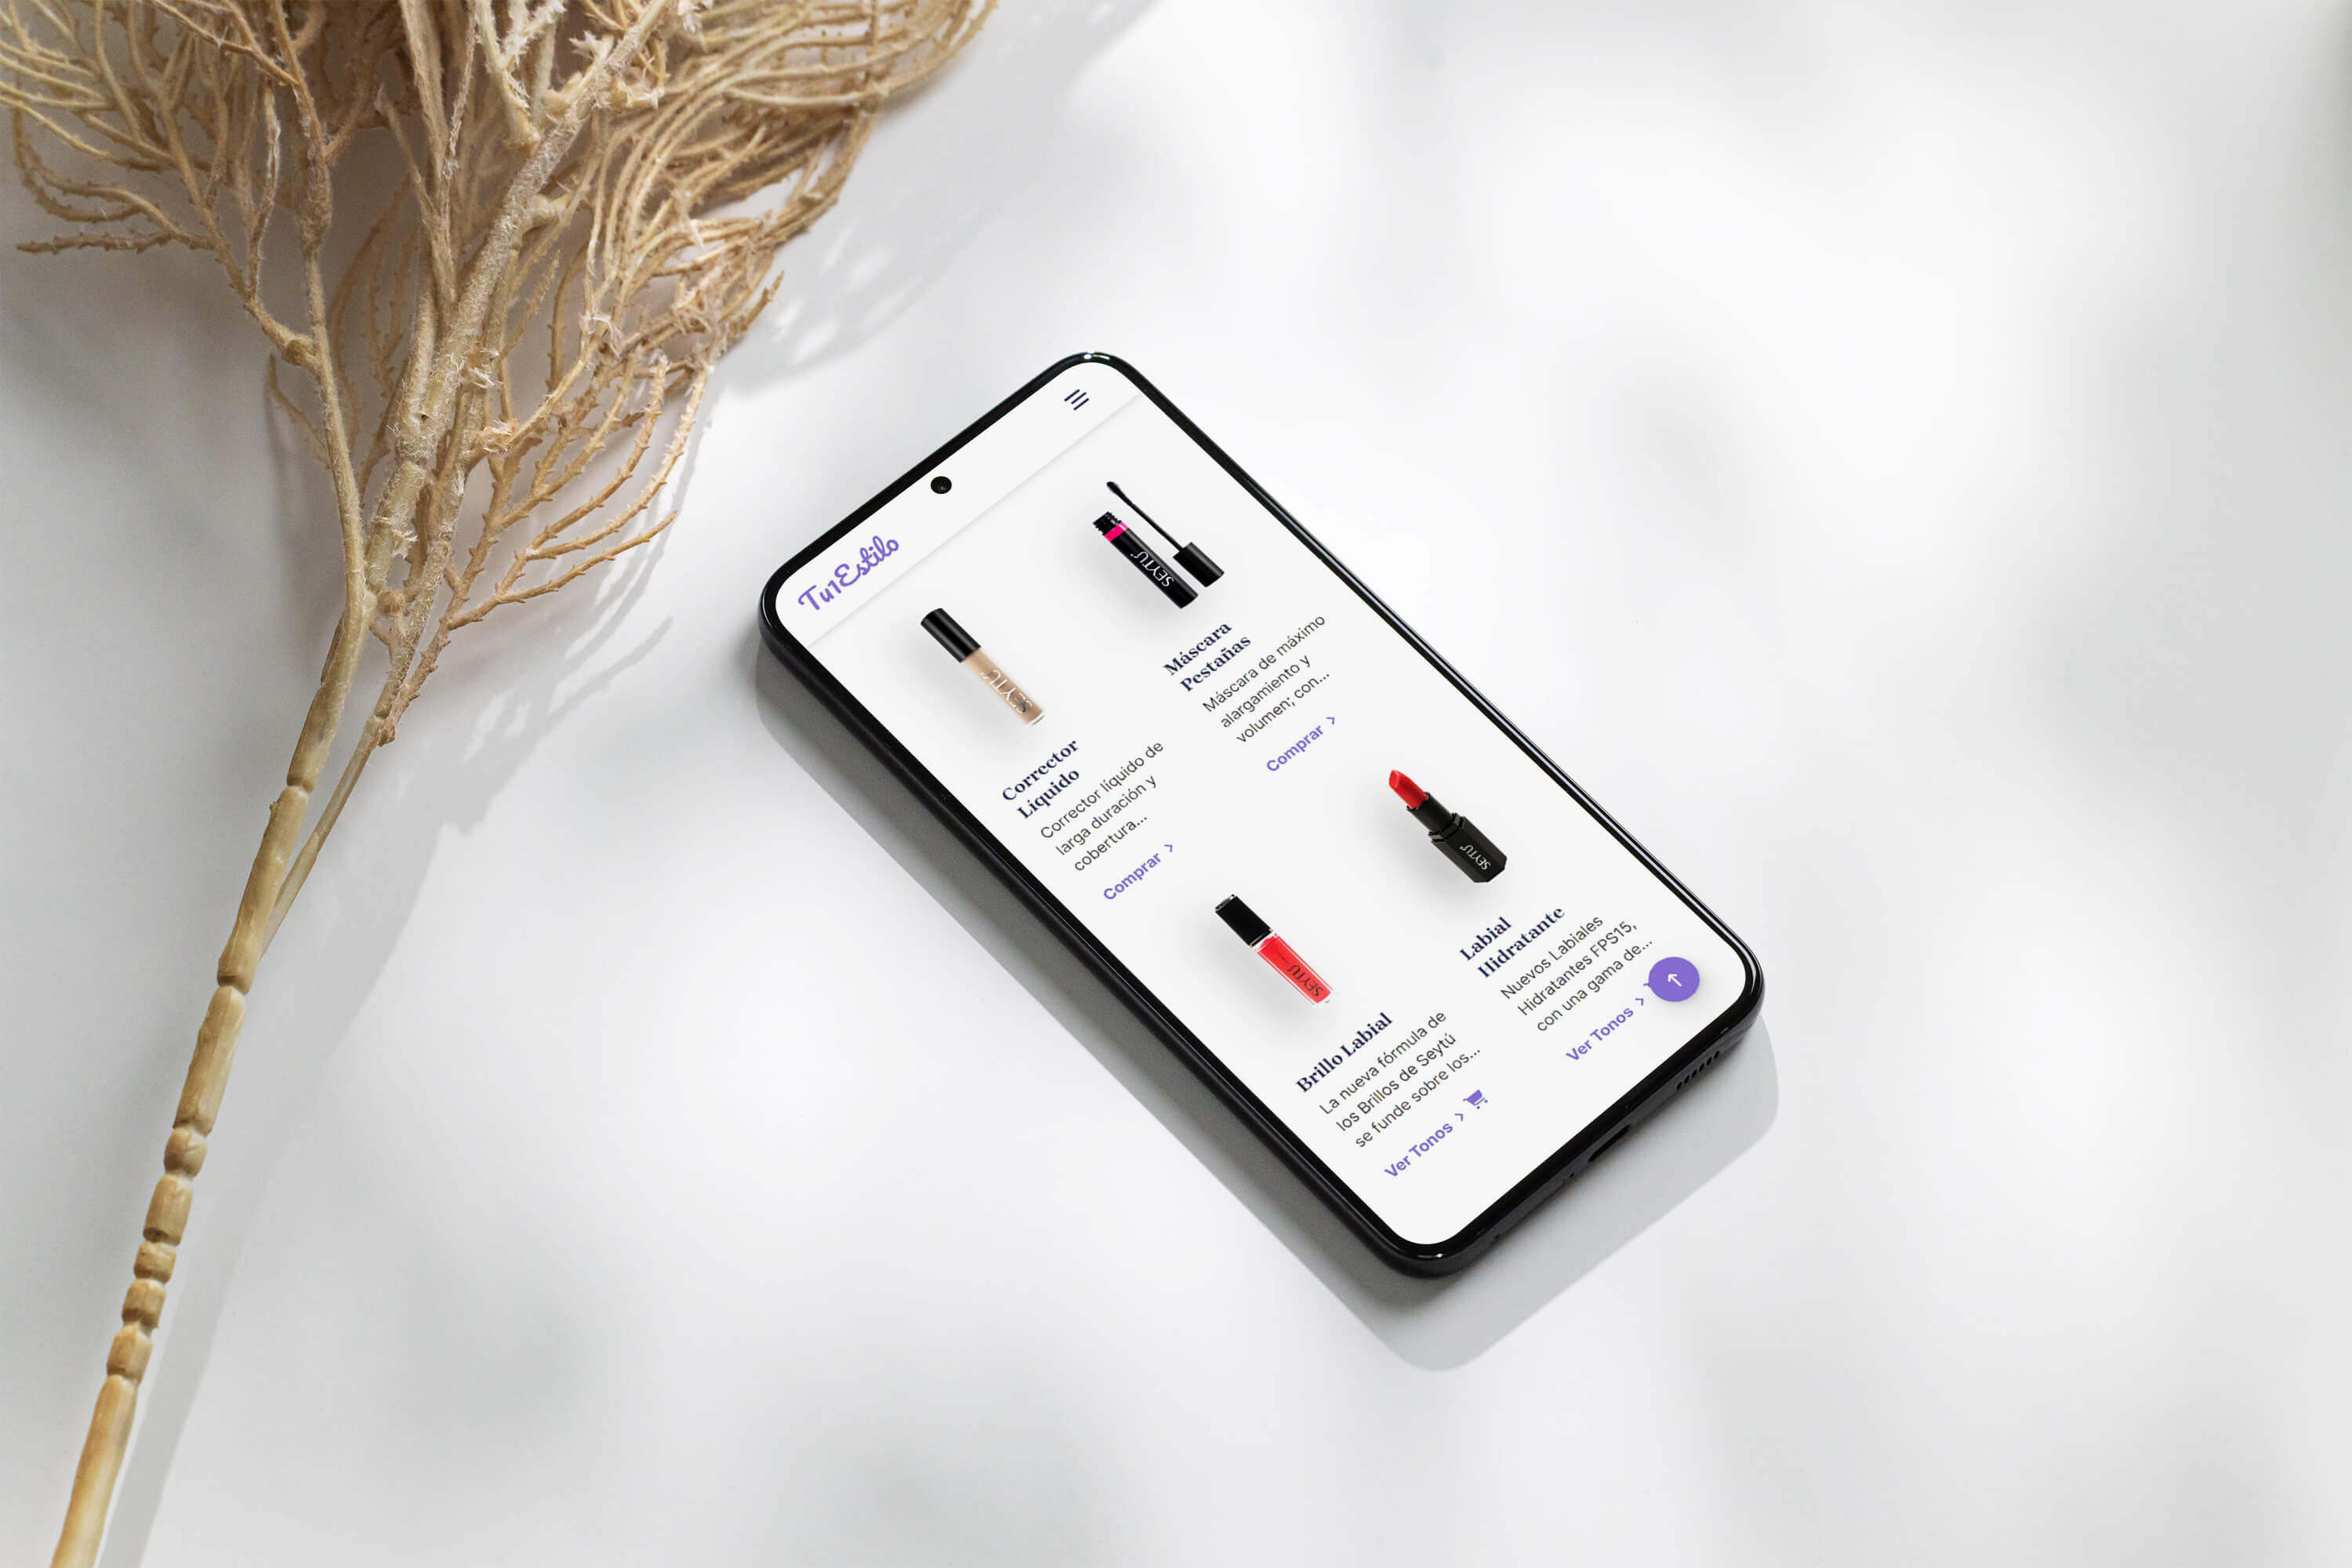 Tu1Estilo
SEYTÚ
Corrector
Líquido
Corrector líquido de
larga duración y
cobertura...
Comprar >
SEYTÚ
Máscara
Pestañas
Máscara de máximo
alargamiento y
volumen; con...
Comprar >
SEYTÚ
Brillo Labial
La nueva fórmula de
los Brillos de Seytú
se funde sobre los...
Ver Tonos >
SEYTÚ
Labial
Hidratante
Nuevos Labiales
Hidratantes FPS15,
con una gama de...
Ver Tonos >